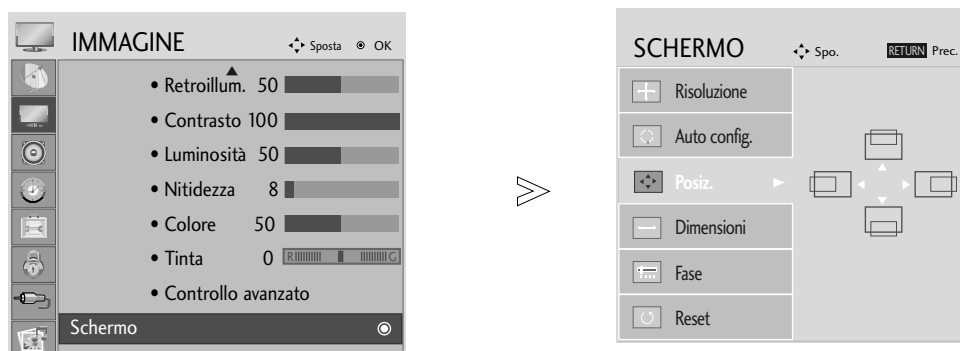 IMMAGINE
Sposta OK
• Retroillum. 50
• Contrasto 100
• Luminosità 50
• Nitidezza 8
• Colore 50
• Tinta 0 R G
• Controllo avanzato
Schermo
SCHERMO
Spo. RETURN Prec.
Risoluzione
Auto config.
Posiz.
Dimensioni
Fase
Reset